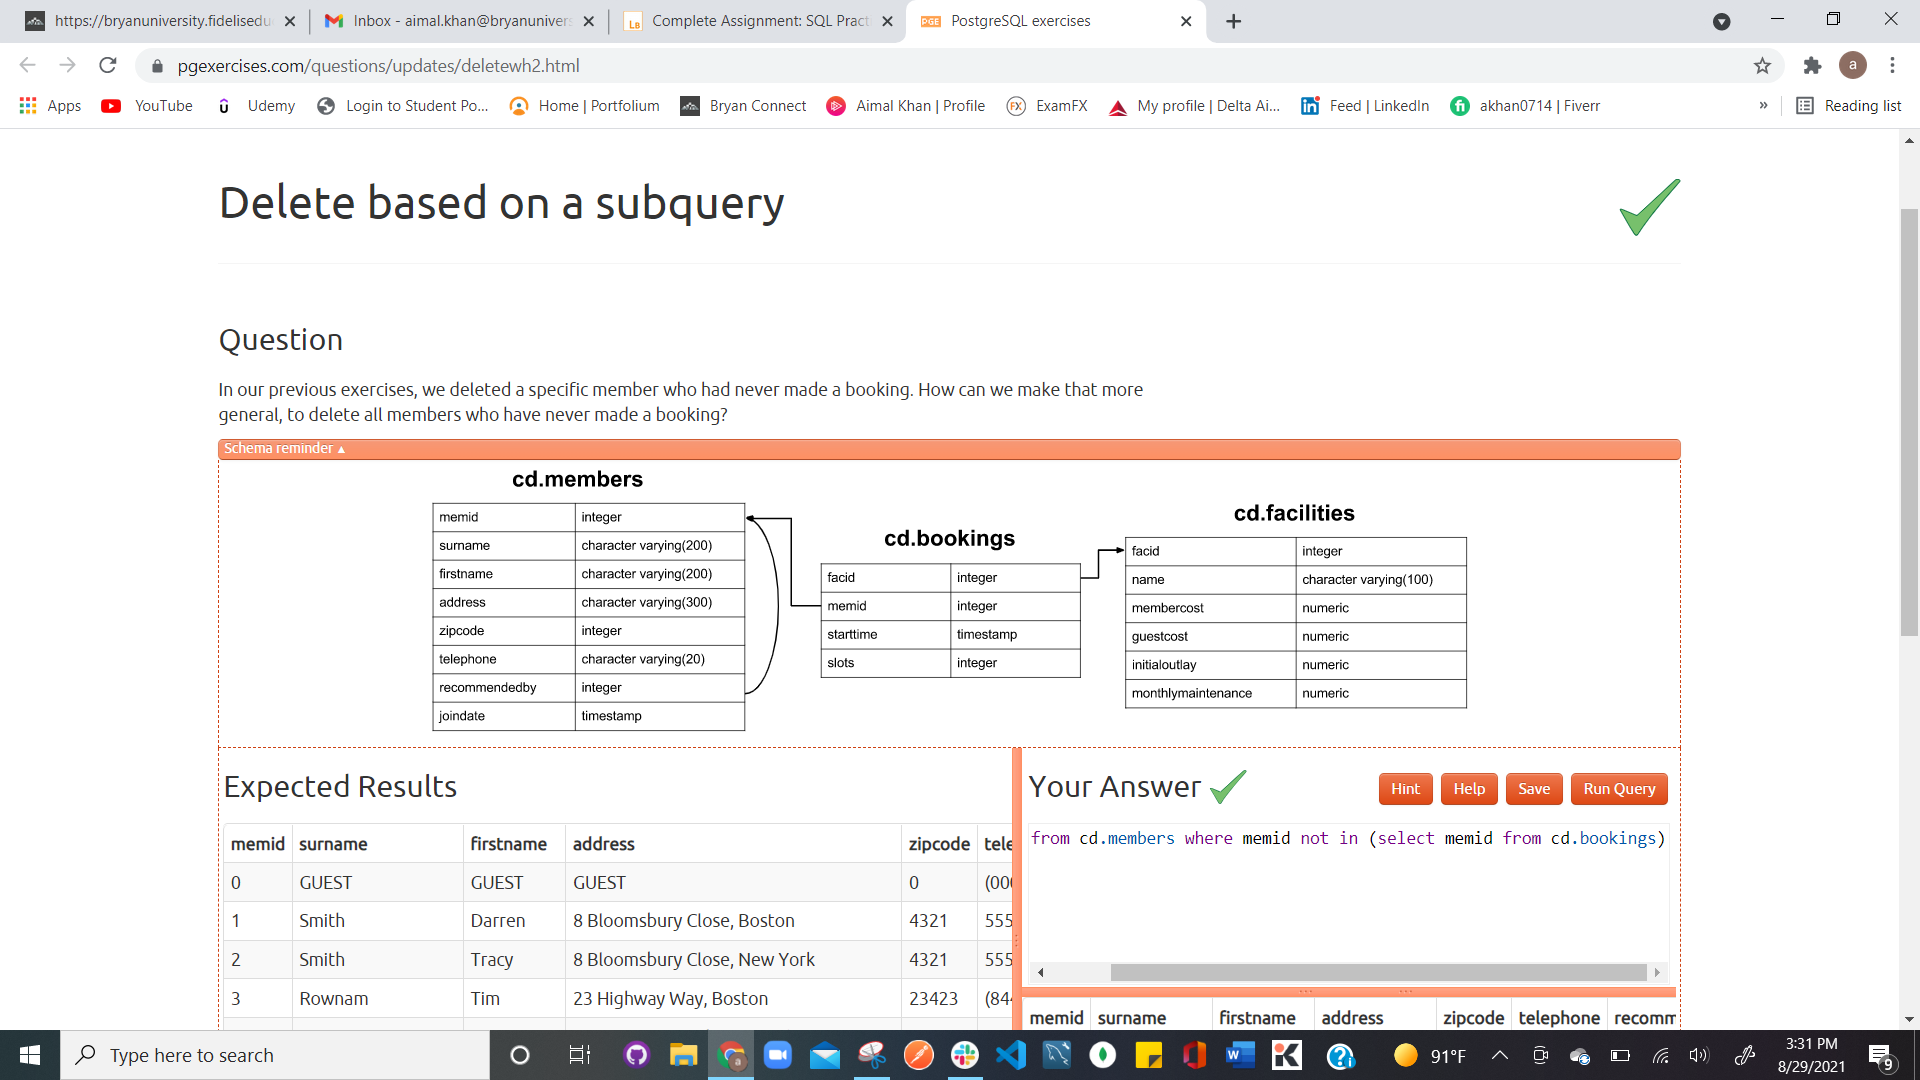 https://bryanuniversity.fidelisedu
Inbox - aimal.khan@bryanunivers
Complete Assignment: SQL Pract
PostgreSQL exercises
pgexercises.com/questions/updates/deletewh2.html
a
Apps
YouTube
Udemy
Login to Student Po...
Home | Portfolium
Bryan Connect
Aimal Khan | Profile
ExamFX
My profile | Delta Ai...
Feed | LinkedIn
akhan0714 | Fiverr
»
Reading list
Delete based on a subquery
Question
In our previous exercises, we deleted a specific member who had never made a booking. How can we make that more
general, to delete all members who have never made a booking?
Schema reminder ▴
cd.members
memid integer
surname character varying(200)
firstname character varying(200)
address character varying(300)
zipcode integer
telephone character varying(20)
recommendedby integer
joindate timestamp
cd.bookings
facid integer
memid integer
starttime timestamp
slots integer
cd.facilities
facid integer
name character varying(100)
membercost numeric
guestcost numeric
initialoutlay numeric
monthlymaintenance numeric
Expected Results
memid surname firstname address zipcode tele
0 GUEST GUEST GUEST 0 (00
1 Smith Darren 8 Bloomsbury Close, Boston 4321 555
2 Smith Tracy 8 Bloomsbury Close, New York 4321 555
3 Rownam Tim 23 Highway Way, Boston 23423 (84
Your Answer
Hint Help Save Run Query
from cd.members where memid not in (select memid from cd.bookings)
memid surname firstname address zipcode telephone recomm
Type here to search
91°F
3:31 PM
8/29/2021
9